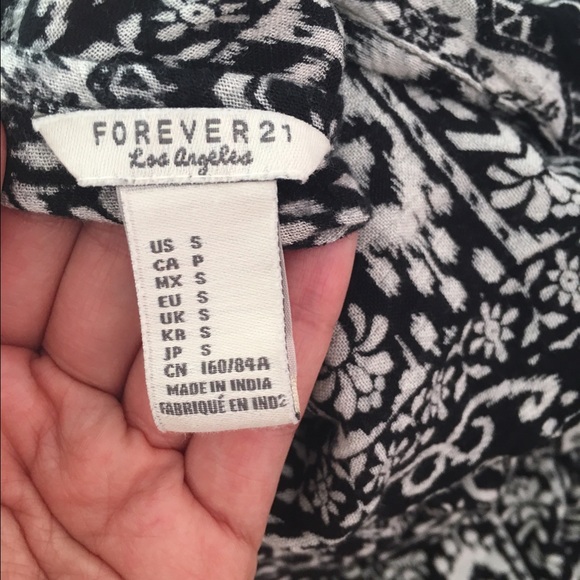 FOREVER 21
Los Angeles
US S
CA P
MX S
EU S
UK S
KR S
JP S
CN 160/84A
MADE IN INDIA
FABRIQUÉ EN IND